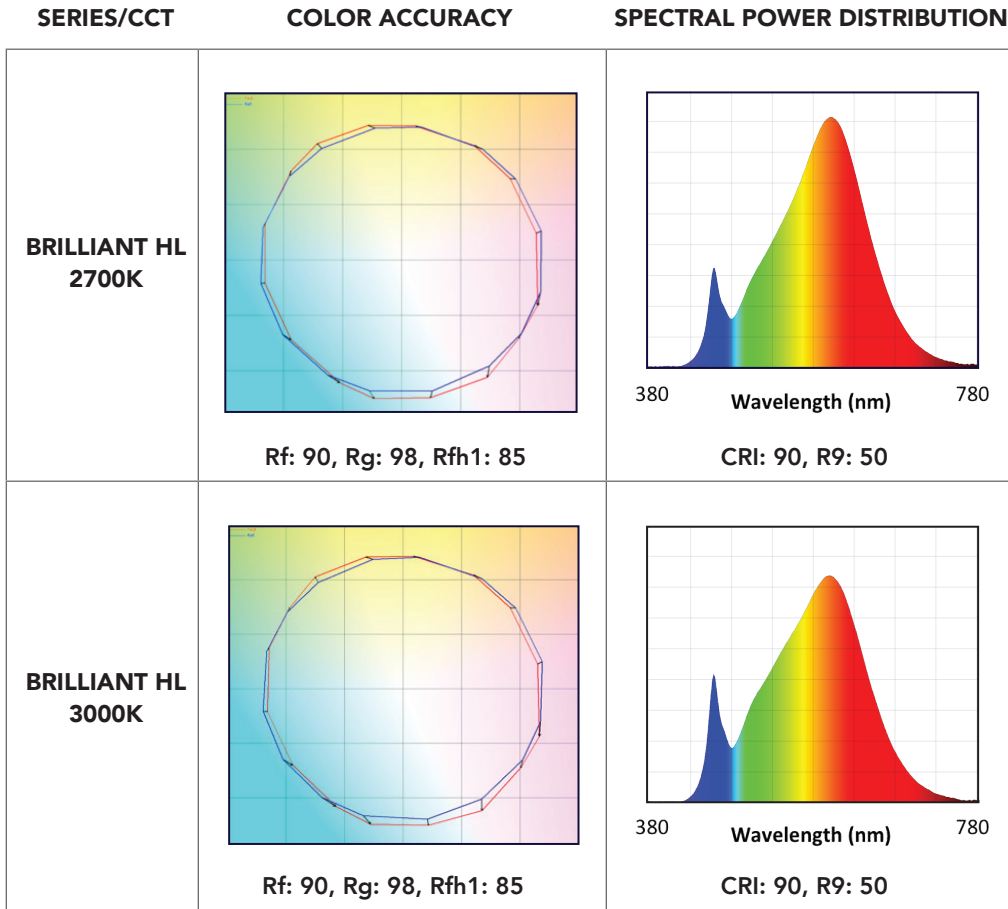 SERIES/CCT COLOR ACCURACY SPECTRAL POWER DISTRIBUTION
BRILLIANT HL
2700K
380 Wavelength (nm) 780
Rf: 90, Rg: 98, Rfh1: 85 CRI: 90, R9: 50
BRILLIANT HL
3000K
380 Wavelength (nm) 780
Rf: 90, Rg: 98, Rfh1: 85 CRI: 90, R9: 50